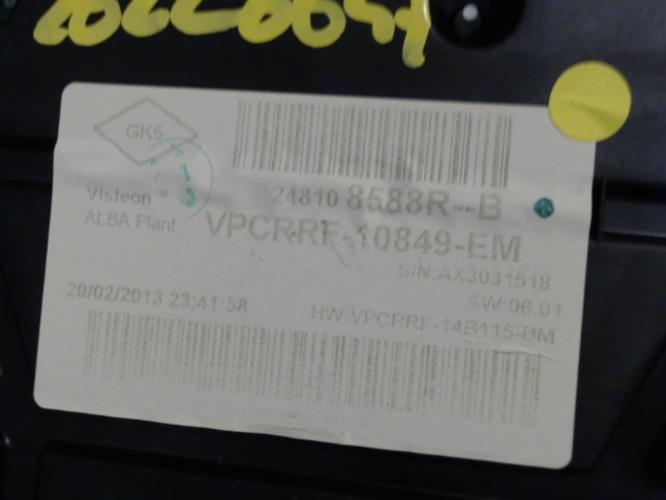 GK5
24810 8588R--B
Visteon™
ALBA Plant
VPCRRF-10849-EM
S/N:AX3031518
SW:06.01
20/02/2013 23:41:58
HW:VPCRRF-14B115-BM